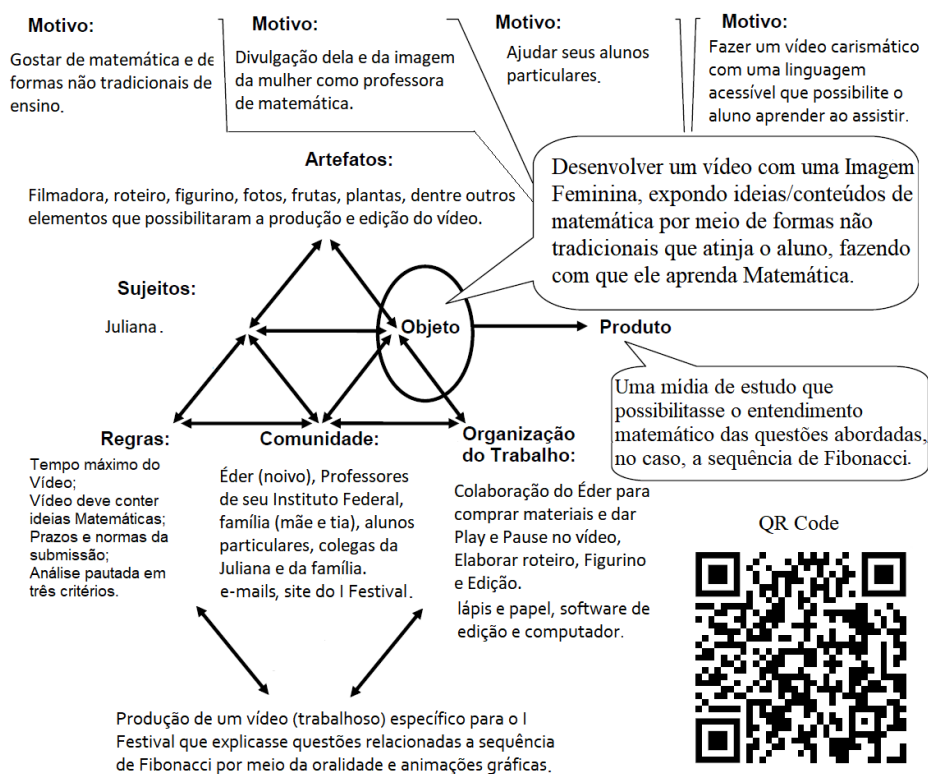 Motivo:
Gostar de matemática e de
formas não tradicionais de
ensino.
Motivo:
Divulgação dela e da imagem
da mulher como professora
de matemática.
Motivo:
Ajudar seus alunos
particulares.
Motivo:
Fazer um vídeo carismático
com uma linguagem
acessível que possibilite o
aluno aprender ao assistir.
Artefatos:
Filmadora, roteiro, figurino, fotos, frutas, plantas, dentre outros
elementos que possibilitaram a produção e edição do vídeo.
Desenvolver um vídeo com uma Imagem
Feminina, expondo ideias/conteúdos de
matemática por meio de formas não
tradicionais que atinja o aluno, fazendo
com que ele aprenda Matemática.
Sujeitos:
Juliana.
Objeto
Produto
Uma mídia de estudo que
possibilitasse o entendimento
matemático das questões abordadas,
no caso, a sequência de Fibonacci.
Regras:
Tempo máximo do
Vídeo;
Vídeo deve conter
ideias Matemáticas;
Prazos e normas da
submissão;
Análise pautada em
três critérios.
Comunidade:
Éder (noivo), Professores
de seu Instituto Federal,
família (mãe e tia), alunos
particulares, colegas da
Juliana e da família.
e-mails, site do I Festival.
Organização
do Trabalho:
Colaboração do Éder para
comprar materiais e dar
Play e Pause no vídeo,
Elaborar roteiro, Figurino
e Edição.
lápis e papel, software de
edição e computador.
QR Code
Produção de um vídeo (trabalhoso) específico para o I
Festival que explicasse questões relacionadas a sequência
de Fibonacci por meio da oralidade e animações gráficas.